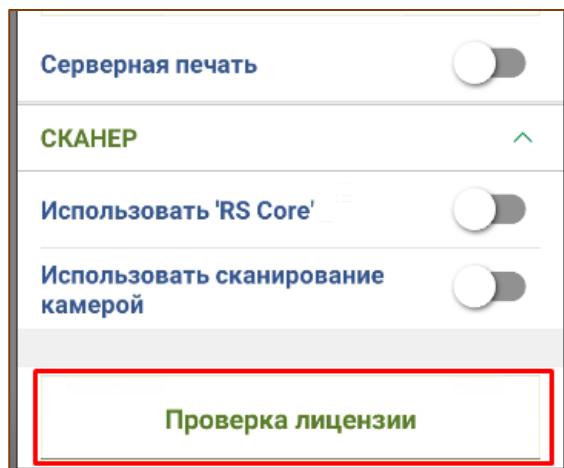 Серверная печать
СКАНЕР
Использовать 'RS Core'
Использовать сканирование
камерой
Проверка лицензии